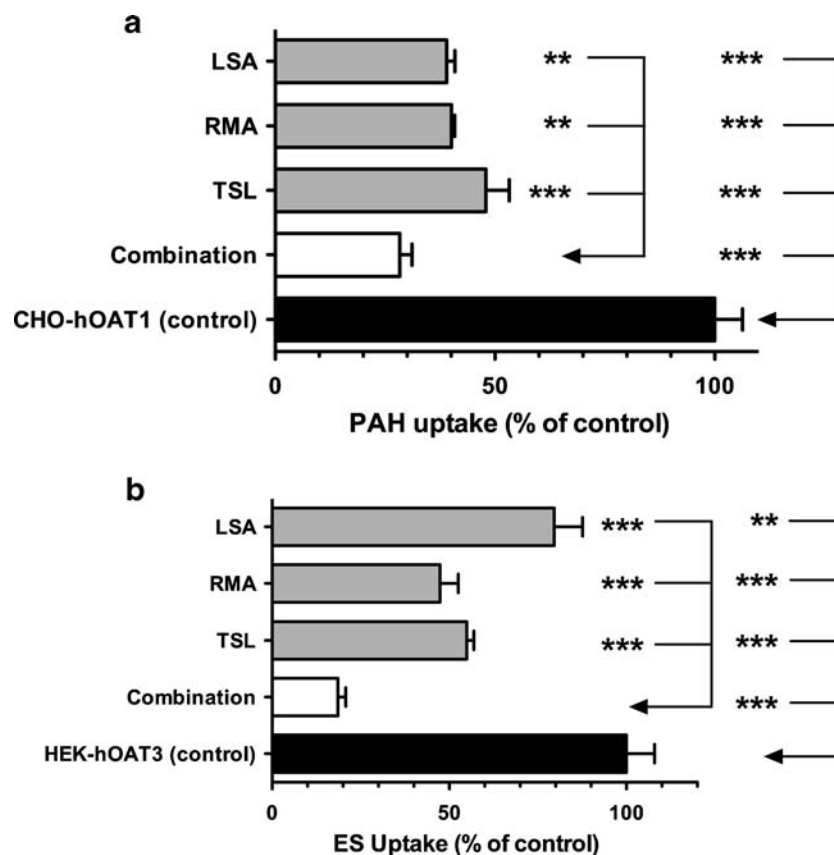 a
LSA ** ***
RMA ** ***
TSL *** ***
Combination ***
CHO-hOAT1 (control)
0 50 100
PAH uptake (% of control)
b
LSA *** **
RMA *** ***
TSL *** ***
Combination ***
HEK-hOAT3 (control)
0 50 100
ES Uptake (% of control)